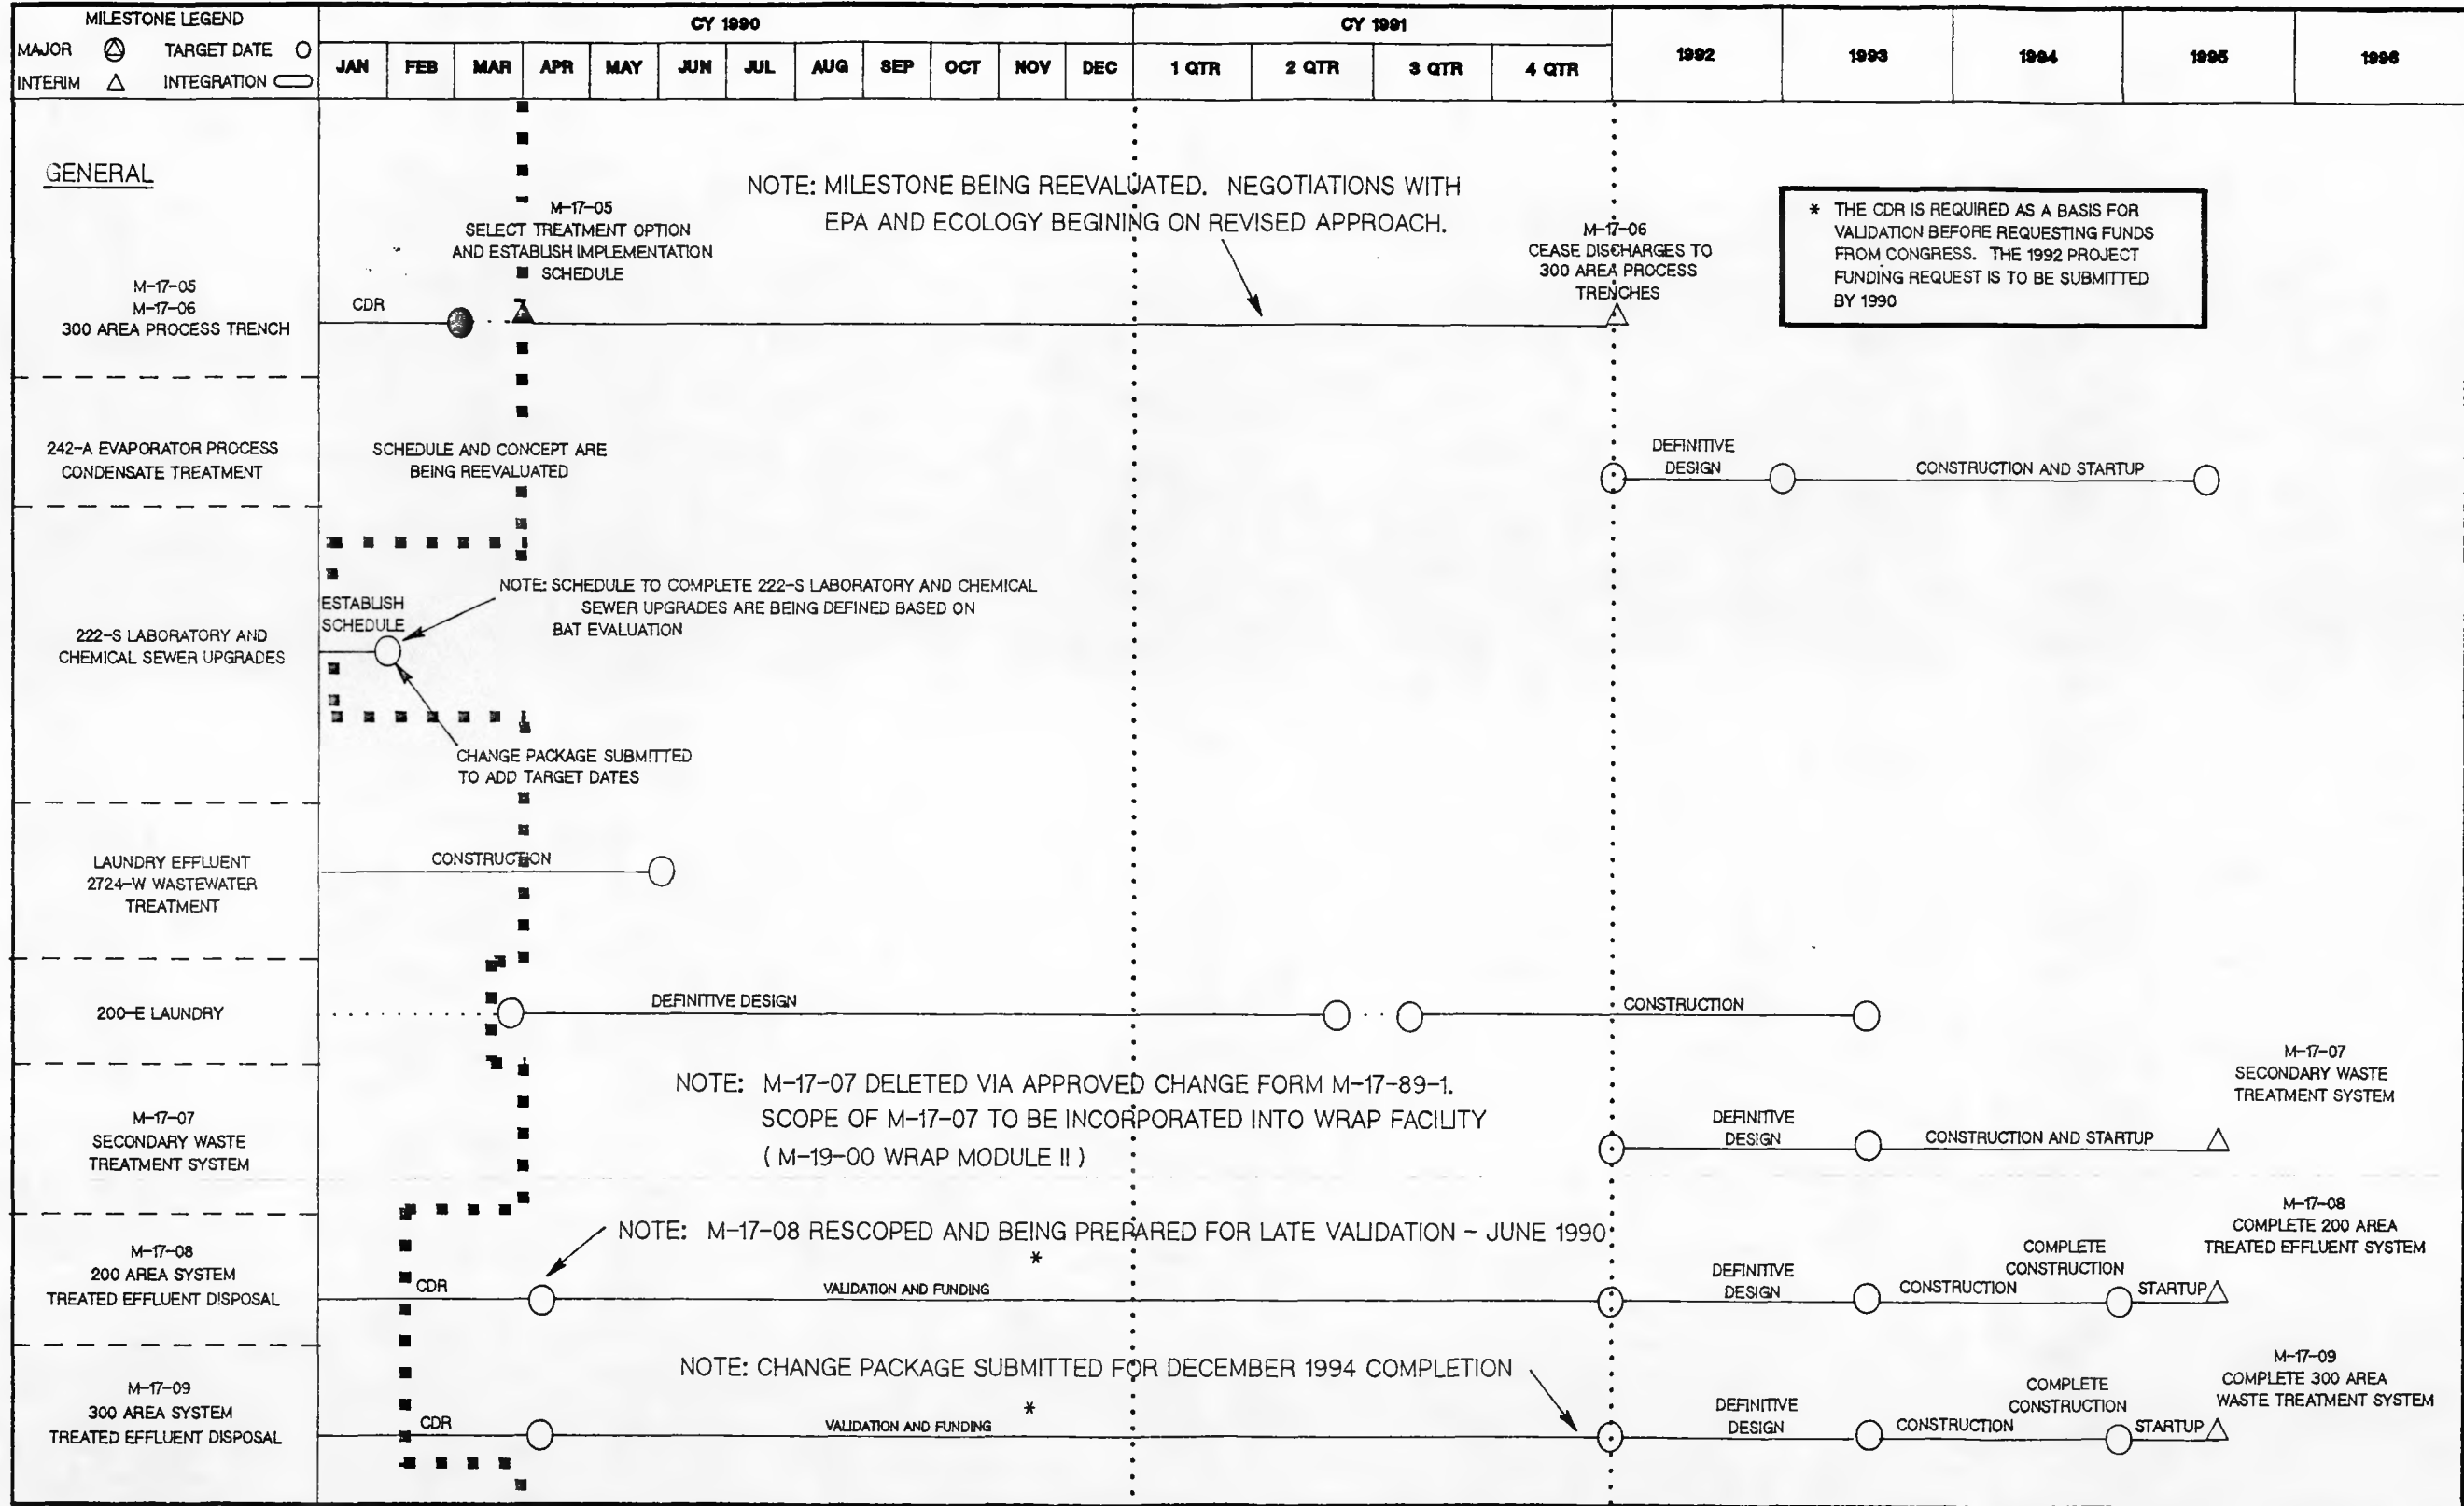 MILESTONE LEGEND
MAJOR TARGET DATE
INTERIM INTEGRATION
CY 1990
CY 1991
JAN FEB MAR APR MAY JUN JUL AUG SEP OCT NOV DEC
1 QTR 2 QTR 3 QTR 4 QTR
1992 1993 1994 1995 1996
GENERAL
M-17-05
M-17-06
300 AREA PROCESS TRENCH
CDR
M-17-05
SELECT TREATMENT OPTION
AND ESTABLISH IMPLEMENTATION
SCHEDULE
NOTE: MILESTONE BEING REEVALUATED. NEGOTIATIONS WITH
EPA AND ECOLOGY BEGINING ON REVISED APPROACH.
M-17-06
CEASE DISCHARGES TO
300 AREA PROCESS
TRENCHES
* THE CDR IS REQUIRED AS A BASIS FOR
VALIDATION BEFORE REQUESTING FUNDS
FROM CONGRESS. THE 1992 PROJECT
FUNDING REQUEST IS TO BE SUBMITTED
BY 1990
242-A EVAPORATOR PROCESS
CONDENSATE TREATMENT
SCHEDULE AND CONCEPT ARE
BEING REEVALUATED
DEFINITIVE
DESIGN
CONSTRUCTION AND STARTUP
222-S LABORATORY AND
CHEMICAL SEWER UPGRADES
ESTABLISH
SCHEDULE
NOTE: SCHEDULE TO COMPLETE 222-S LABORATORY AND CHEMICAL
SEWER UPGRADES ARE BEING DEFINED BASED ON
BAT EVALUATION
CHANGE PACKAGE SUBMITTED
TO ADD TARGET DATES
LAUNDRY EFFLUENT
2724-W WASTEWATER
TREATMENT
CONSTRUCTION
200-E LAUNDRY
DEFINITIVE DESIGN
CONSTRUCTION
M-17-07
SECONDARY WASTE
TREATMENT SYSTEM
NOTE: M-17-07 DELETED VIA APPROVED CHANGE FORM M-17-89-1.
SCOPE OF M-17-07 TO BE INCORPORATED INTO WRAP FACILITY
( M-19-00 WRAP MODULE II )
DEFINITIVE
DESIGN
CONSTRUCTION AND STARTUP
M-17-07
SECONDARY WASTE
TREATMENT SYSTEM
M-17-08
200 AREA SYSTEM
TREATED EFFLUENT DISPOSAL
CDR
NOTE: M-17-08 RESCOPED AND BEING PREPARED FOR LATE VALIDATION - JUNE 1990
*
VALIDATION AND FUNDING
DEFINITIVE
DESIGN
CONSTRUCTION
COMPLETE
CONSTRUCTION
STARTUP
M-17-08
COMPLETE 200 AREA
TREATED EFFLUENT SYSTEM
M-17-09
300 AREA SYSTEM
TREATED EFFLUENT DISPOSAL
CDR
NOTE: CHANGE PACKAGE SUBMITTED FOR DECEMBER 1994 COMPLETION
*
VALIDATION AND FUNDING
DEFINITIVE
DESIGN
CONSTRUCTION
COMPLETE
CONSTRUCTION
STARTUP
M-17-09
COMPLETE 300 AREA
WASTE TREATMENT SYSTEM